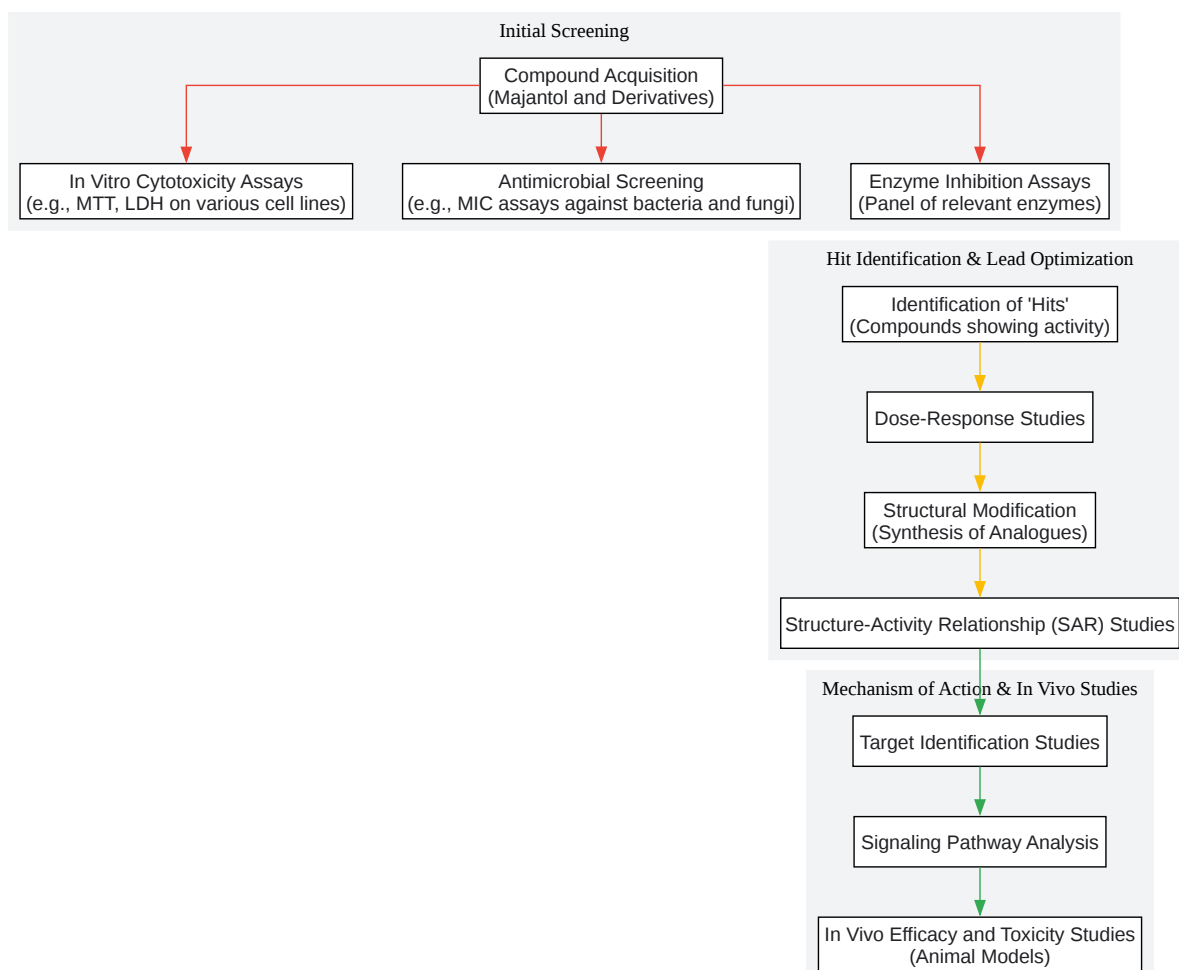 Initial Screening
Compound Acquisition
(Majantol and Derivatives)
In Vitro Cytotoxicity Assays
(e.g., MTT, LDH on various cell lines)
Antimicrobial Screening
(e.g., MIC assays against bacteria and fungi)
Enzyme Inhibition Assays
(Panel of relevant enzymes)
Hit Identification & Lead Optimization
Identification of 'Hits'
(Compounds showing activity)
Dose-Response Studies
Structural Modification
(Synthesis of Analogues)
Structure-Activity Relationship (SAR) Studies
Mechanism of Action & In Vivo Studies
Target Identification Studies
Signaling Pathway Analysis
In Vivo Efficacy and Toxicity Studies
(Animal Models)